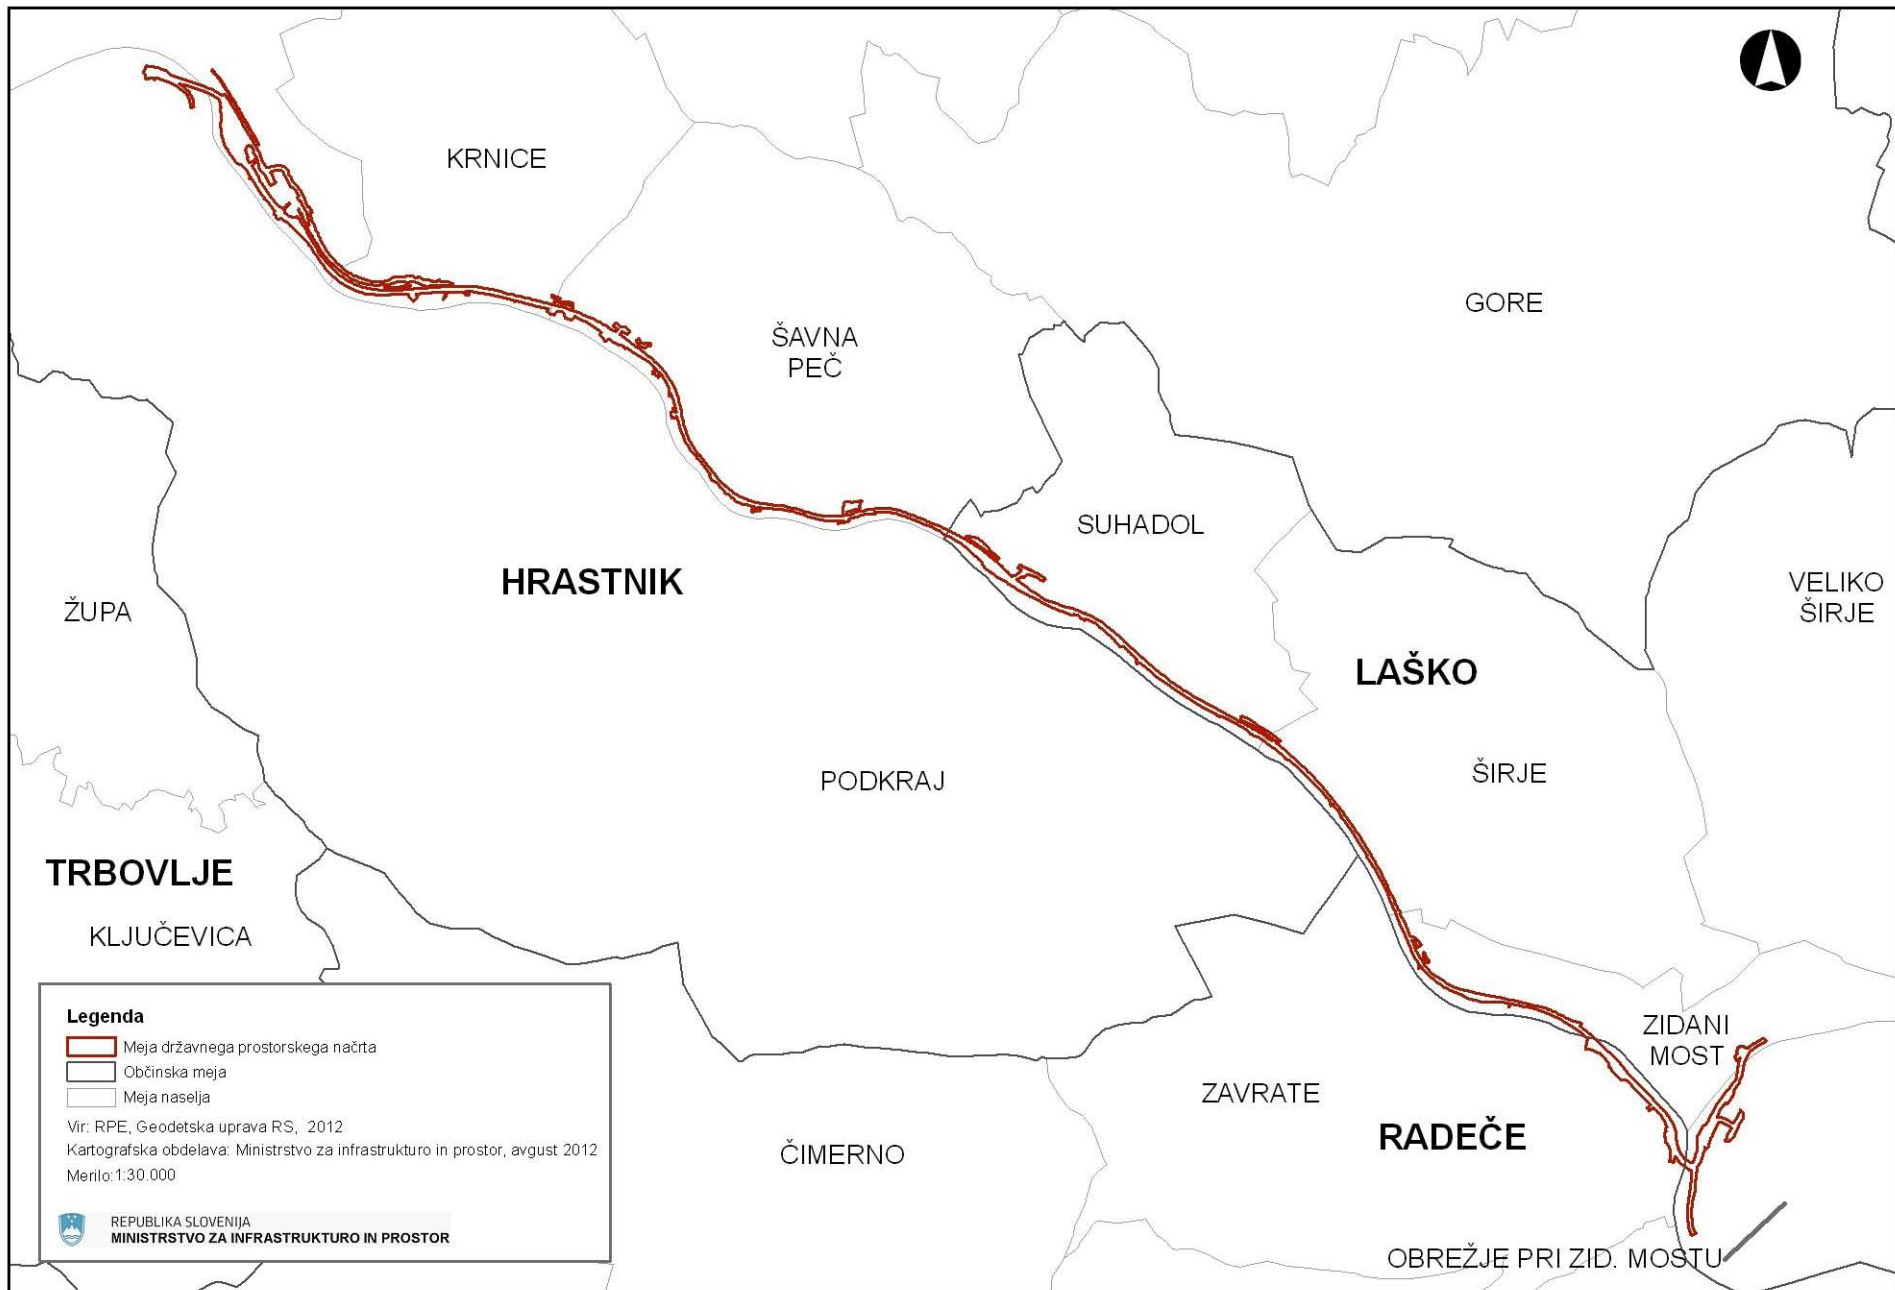 KRNICE
GORE
ŠAVNA
PEČ
SUHADOL
HRASTNIK
VELIKO
ŠIRJE
ŽUPA
LAŠKO
ŠIRJE
PODKRAJ
TRBOVLJE
KLJUČEVICA
ZIDANI
MOST
ZAVRATE
RADEČE
ČIMERNO
OBREŽJE PRI ZID. MOSTU
Legenda
Meja državnega prostorskega načrta
Občinska meja
Meja naselja
Vir: RPE, Geodetska uprava RS, 2012
Kartografska obdelava: Ministrstvo za infrastrukturo in prostor, avgust 2012
Merilo:1:30.000
REPUBLIKA SLOVENIJA
MINISTRSTVO ZA INFRASTRUKTURO IN PROSTOR